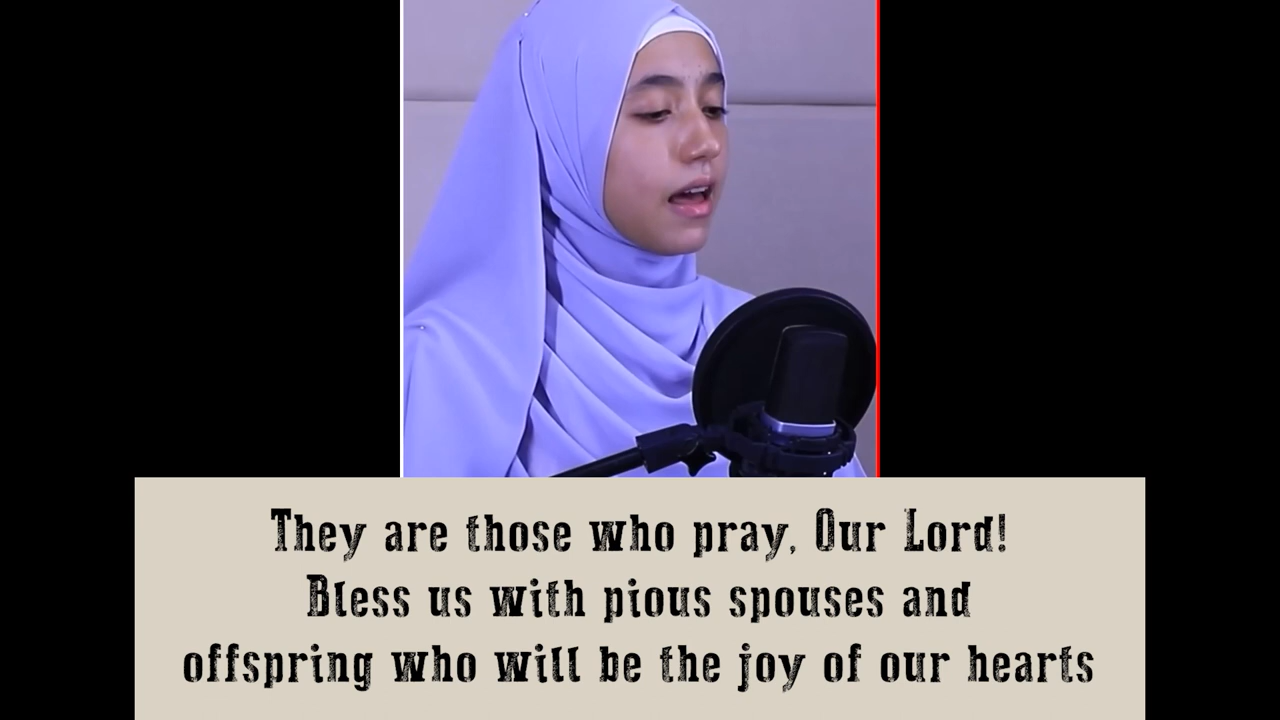 They are those who pray, Our Lord!
Bless us with pious spouses and
offspring who will be the joy of our hearts